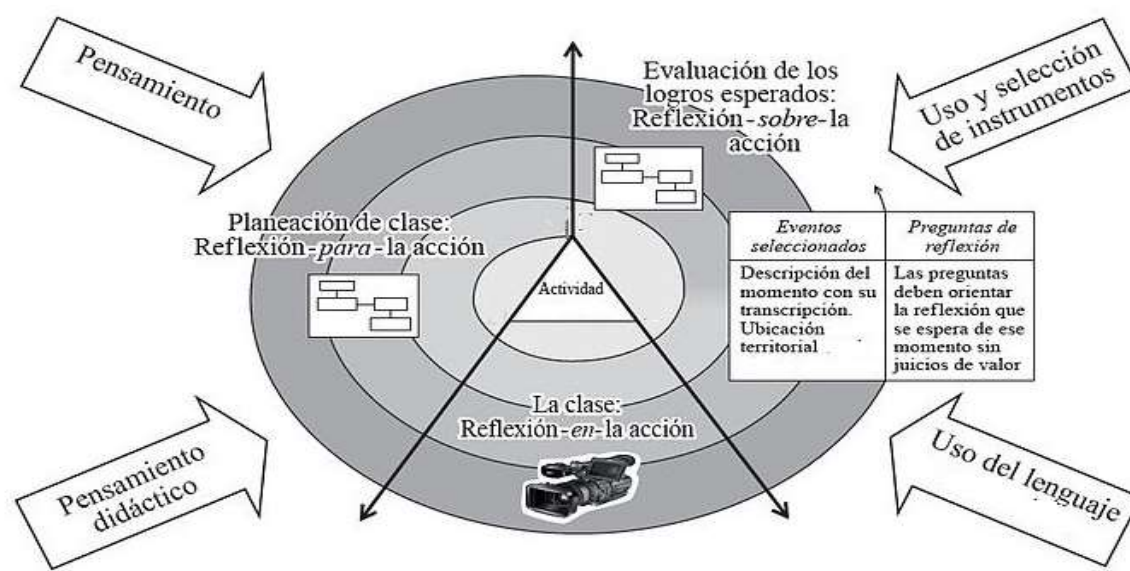 Pensamiento
Evaluación de los
logros esperados:
Reflexión-sobre-la
acción
Uso y selección
de instrumentos
Planeación de clase:
Reflexión-para-la acción
Eventos
seleccionados
Preguntas de
reflexión
Descripción del
momento con su
transcripción.
Ubicación
territorial
Las preguntas
deben orientar
la reflexión que
se espera de ese
momento sin
juicios de valor
Actividad
La clase:
Reflexión-en-la acción
Pensamiento
didáctico
Uso del lenguaje